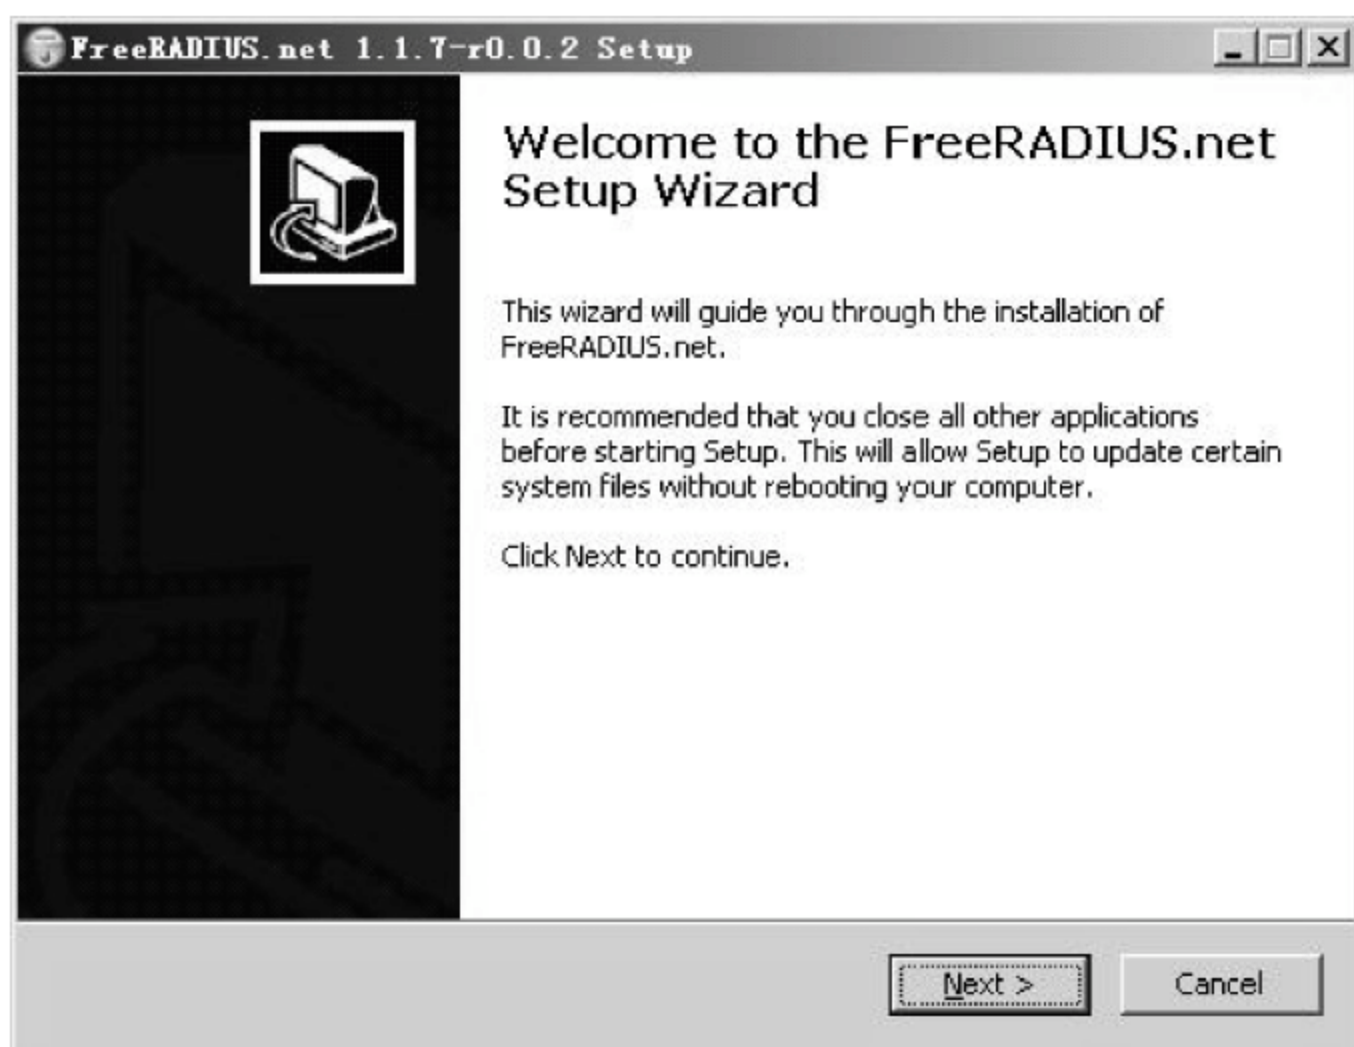 FreeRADIUS.net 1.1.7-r0.0.2 Setup
Welcome to the FreeRADIUS.net
Setup Wizard
This wizard will guide you through the installation of
FreeRADIUS.net.
It is recommended that you close all other applications
before starting Setup. This will allow Setup to update certain
system files without rebooting your computer.
Click Next to continue.
Next >
Cancel